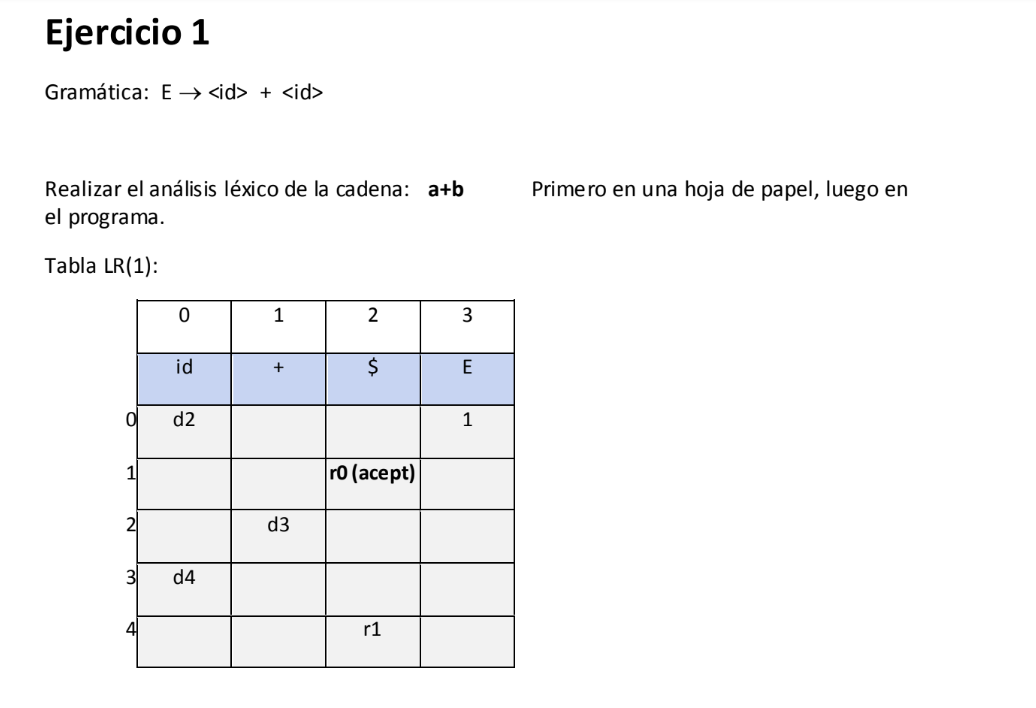 Ejercicio 1
Gramática: E → <id> + <id>
Realizar el análisis léxico de la cadena: a+b Primero en una hoja de papel, luego en
el programa.
Tabla LR(1):
0 1 2 3
id + $ E
0 d2 1
1 r0 (acept)
2 d3
3 d4
4 r1